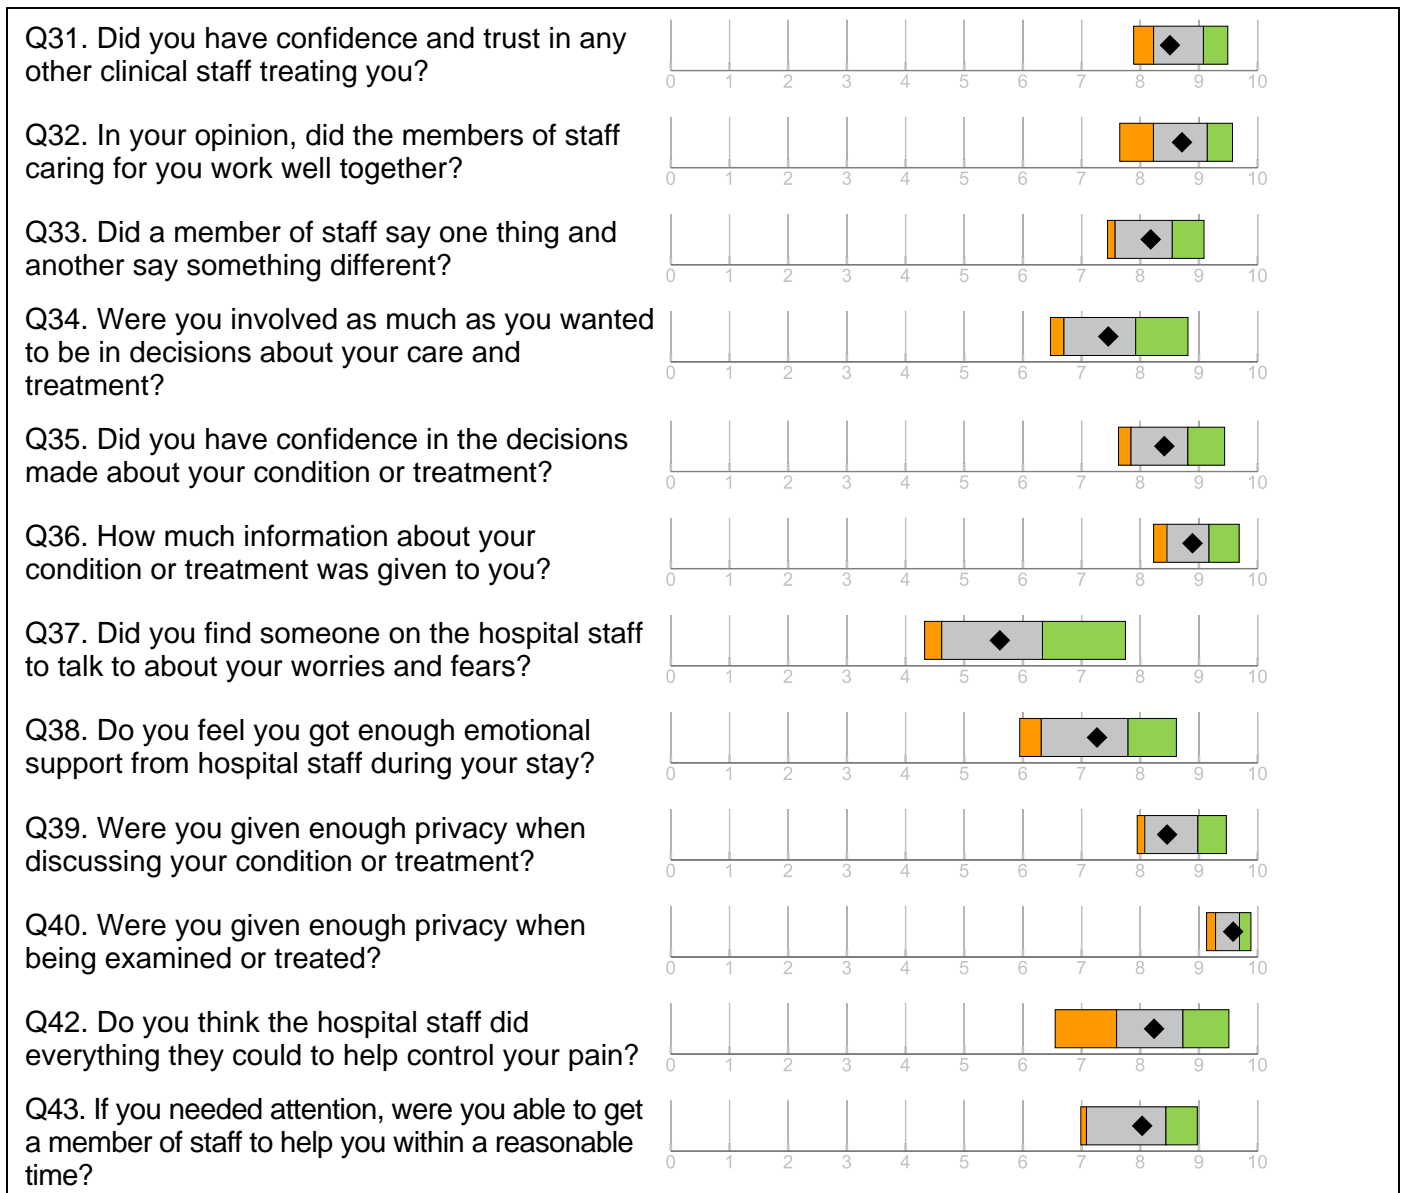 Q31. Did you have confidence and trust in any
other clinical staff treating you?
0 1 2 3 4 5 6 7 8 9 10
Q32. In your opinion, did the members of staff
caring for you work well together?
0 1 2 3 4 5 6 7 8 9 10
Q33. Did a member of staff say one thing and
another say something different?
0 1 2 3 4 5 6 7 8 9 10
Q34. Were you involved as much as you wanted
to be in decisions about your care and
treatment?
0 1 2 3 4 5 6 7 8 9 10
Q35. Did you have confidence in the decisions
made about your condition or treatment?
0 1 2 3 4 5 6 7 8 9 10
Q36. How much information about your
condition or treatment was given to you?
0 1 2 3 4 5 6 7 8 9 10
Q37. Did you find someone on the hospital staff
to talk to about your worries and fears?
0 1 2 3 4 5 6 7 8 9 10
Q38. Do you feel you got enough emotional
support from hospital staff during your stay?
0 1 2 3 4 5 6 7 8 9 10
Q39. Were you given enough privacy when
discussing your condition or treatment?
0 1 2 3 4 5 6 7 8 9 10
Q40. Were you given enough privacy when
being examined or treated?
0 1 2 3 4 5 6 7 8 9 10
Q42. Do you think the hospital staff did
everything they could to help control your pain?
0 1 2 3 4 5 6 7 8 9 10
Q43. If you needed attention, were you able to get
a member of staff to help you within a reasonable
time?
0 1 2 3 4 5 6 7 8 9 10